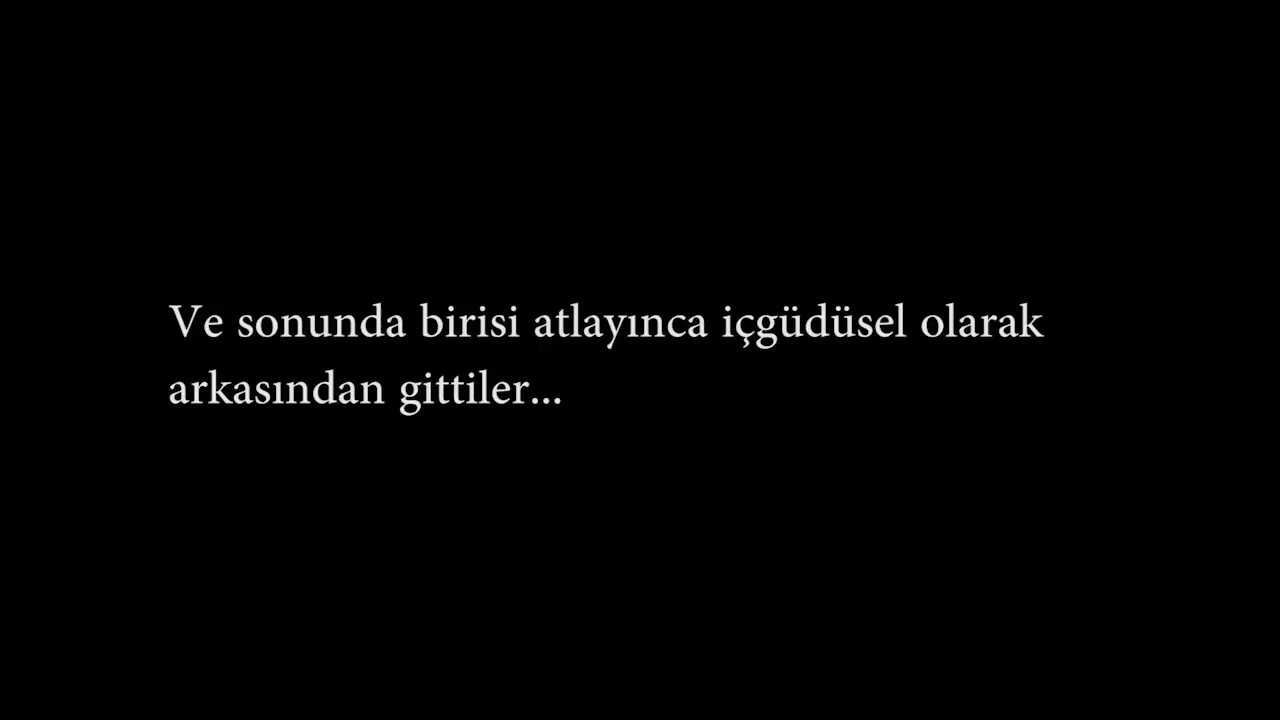 Ve sonunda birisi atlayınca içgüdüsel olarak
arkasından gittiler...